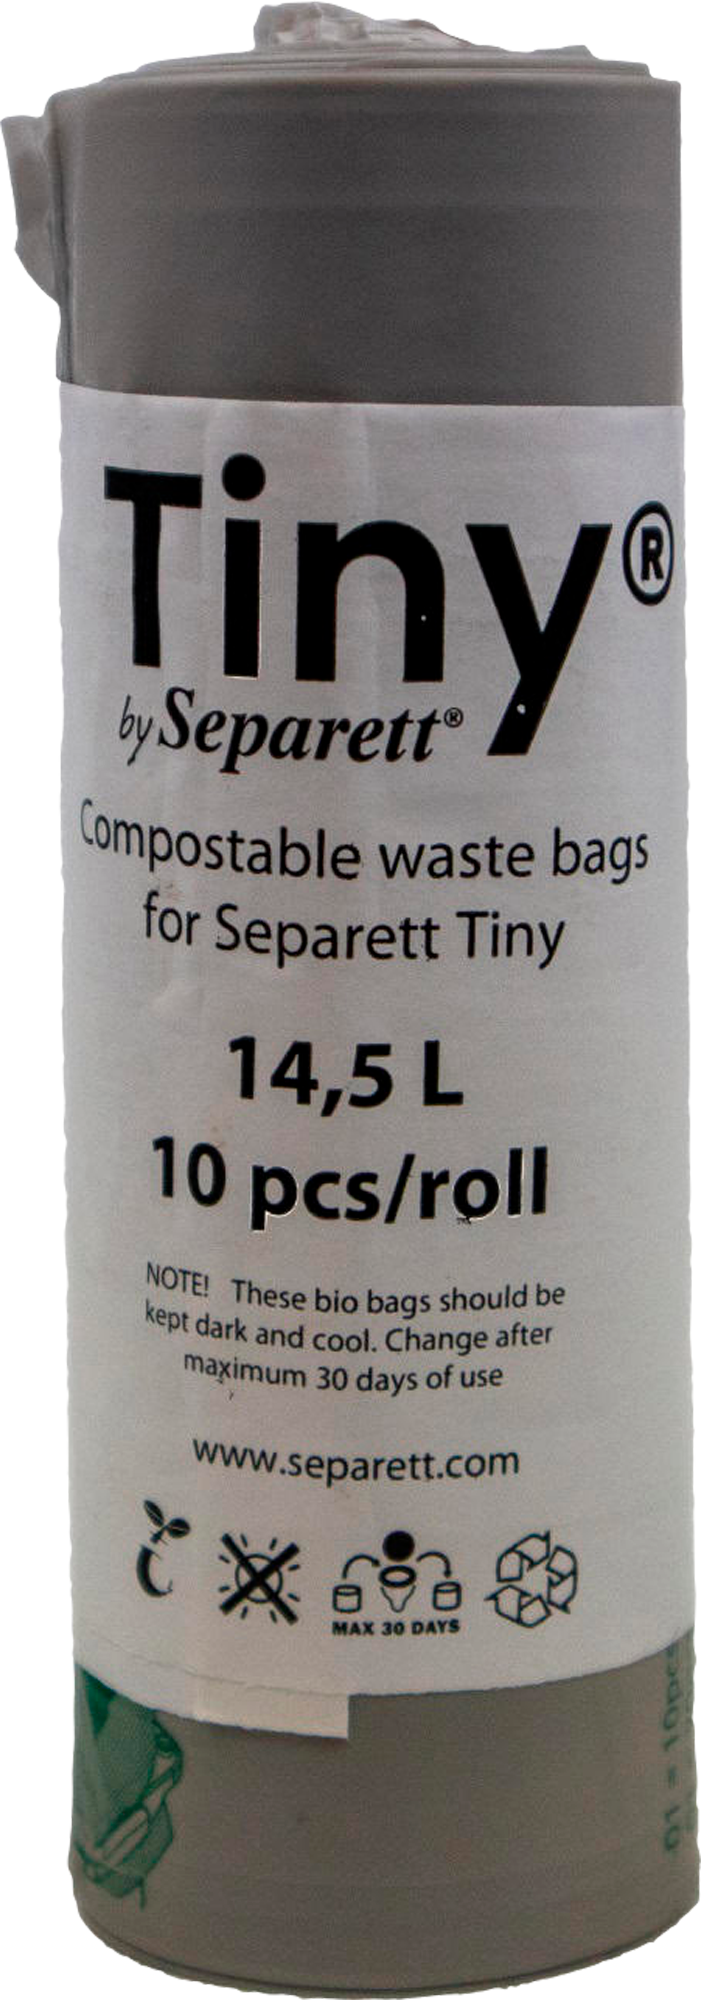 Tiny®
by Separett®
Compostable waste bags
for Separett Tiny
14,5 L
10 pcs/roll
NOTE! These bio bags should be
kept dark and cool. Change after
maximum 30 days of use
www.separett.com
MAX 30 DAYS